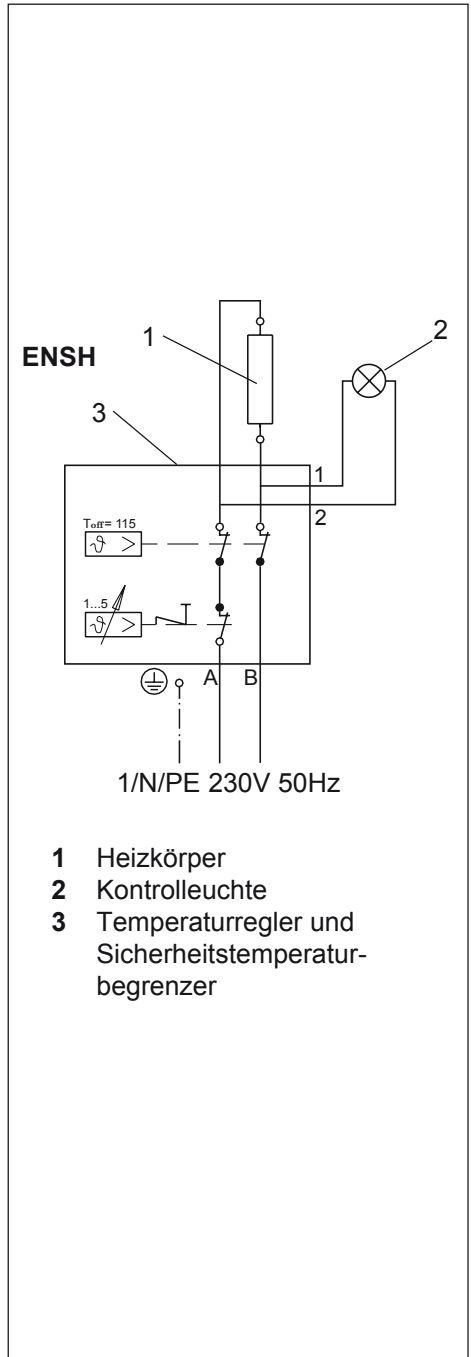 1
2
ENSH
3
1
2
Toff= 115
ϑ >
1...5
ϑ >
A B
1/N/PE 230V 50Hz
1 Heizkörper
2 Kontrolleuchte
3 Temperaturregler und
Sicherheitstemperatur-
begrenzer